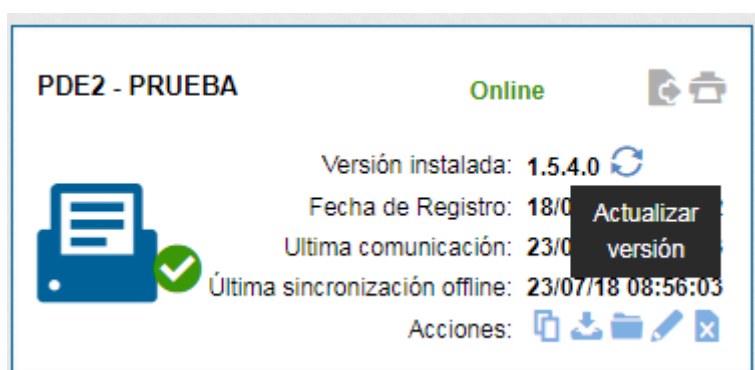 PDE2 - PRUEBA
Online
Versión instalada: 1.5.4.0
Fecha de Registro: 18/0
Actualizar
versión
Ultima comunicación: 23/0
Última sincronización offline: 23/07/18 08:56:03
Acciones: